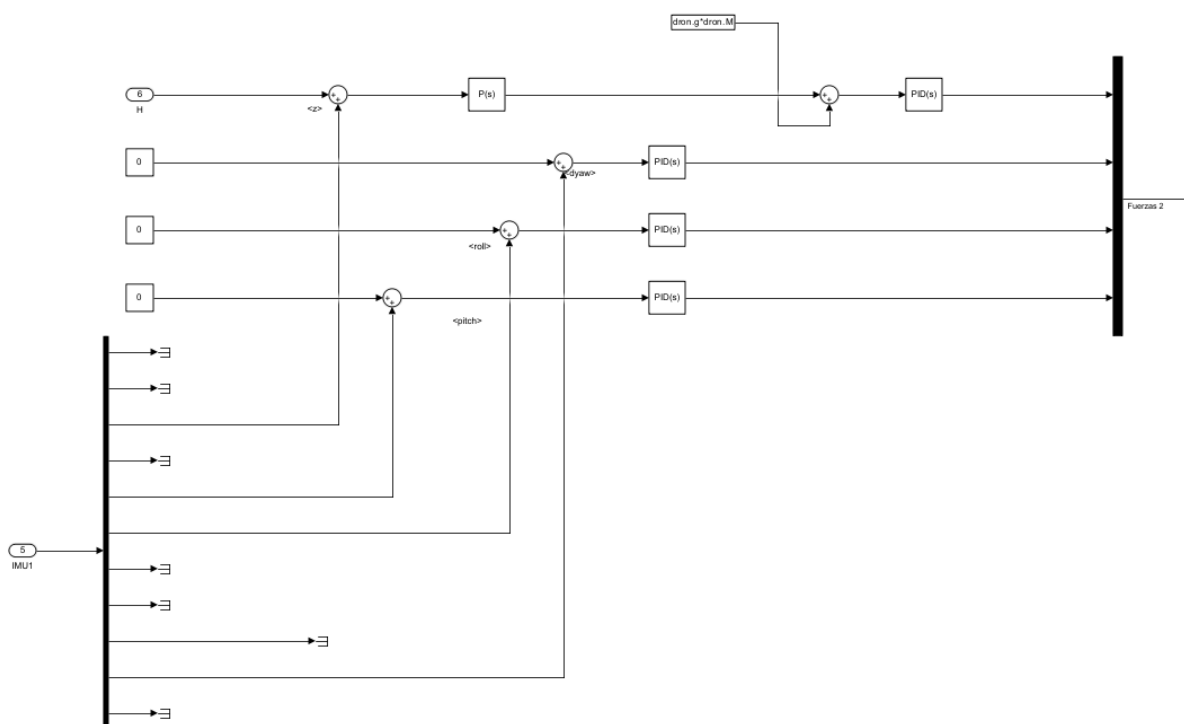 dron.g*dron.M
6
H
<z>
P(s)
PID(s)
0
<dyaw>
PID(s)
Fuerzas 2
0
<roll>
PID(s)
0
<pitch>
PID(s)
5
IMU1